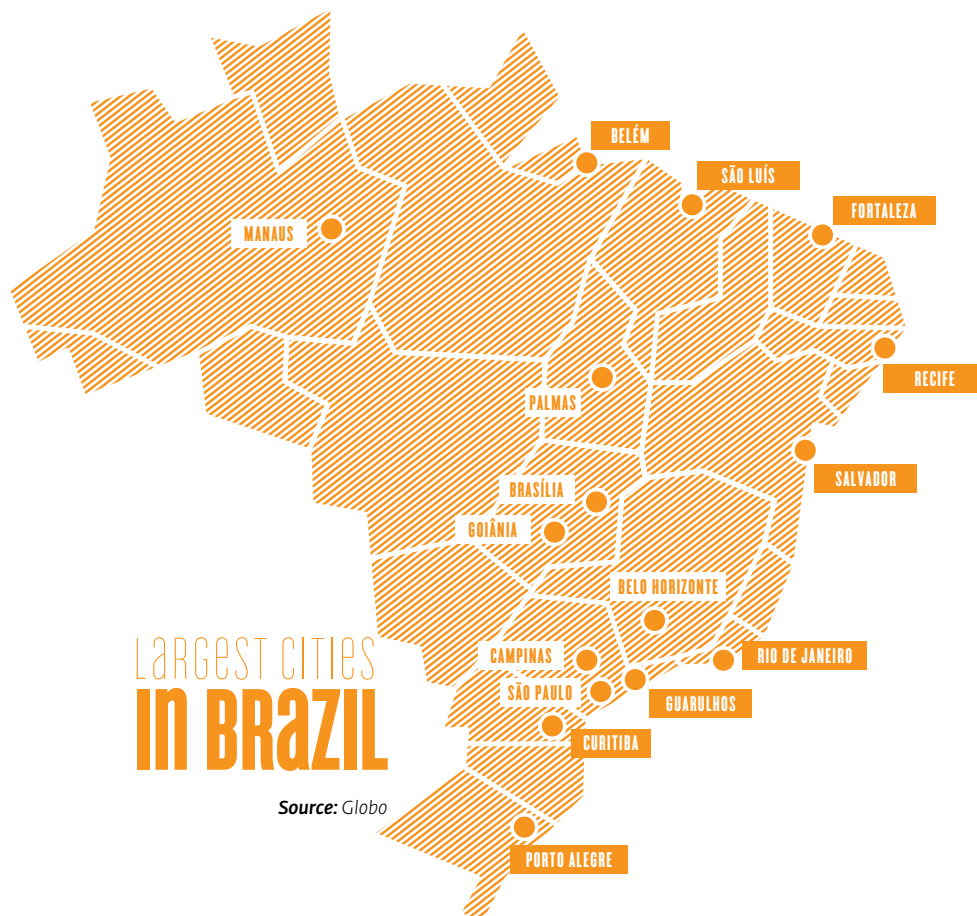 BELÉM
SÃO LUÍS
FORTALEZA
MANAUS
RECIFE
PALMAS
SALVADOR
BRASÍLIA
GOIÂNIA
BELO HORIZONTE
CAMPINAS
RIO DE JANEIRO
SÃO PAULO
GUARULHOS
CURITIBA
LaRGEST CITIES
In BRaZIL
Source: Globo
PORTO ALEGRE